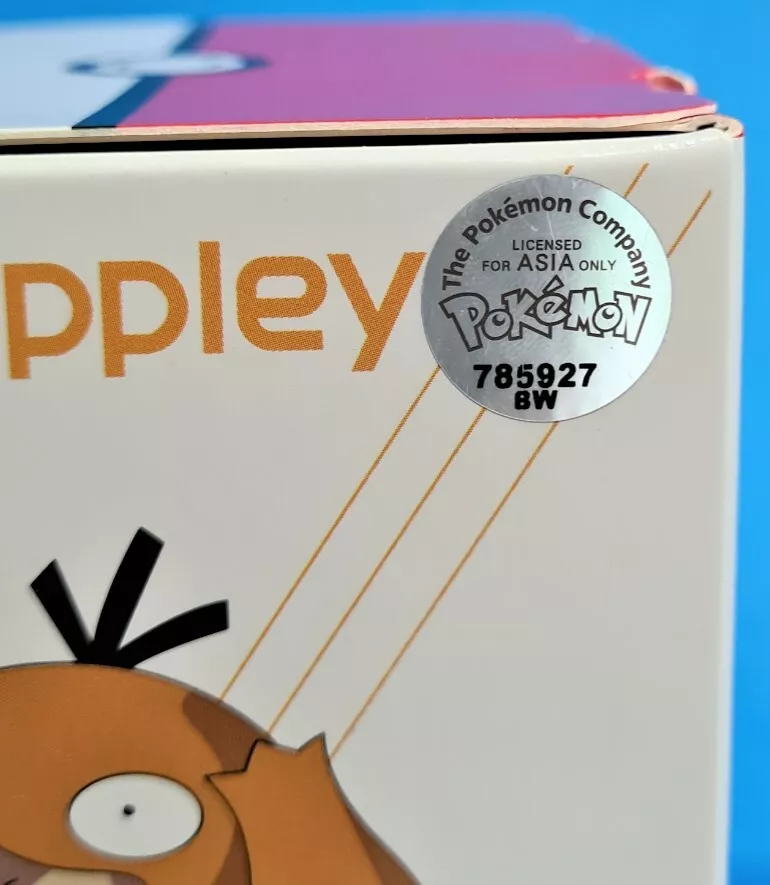 ppley
The Pokémon Company
LICENSED
FOR ASIA ONLY
POKéMON
785927
BW